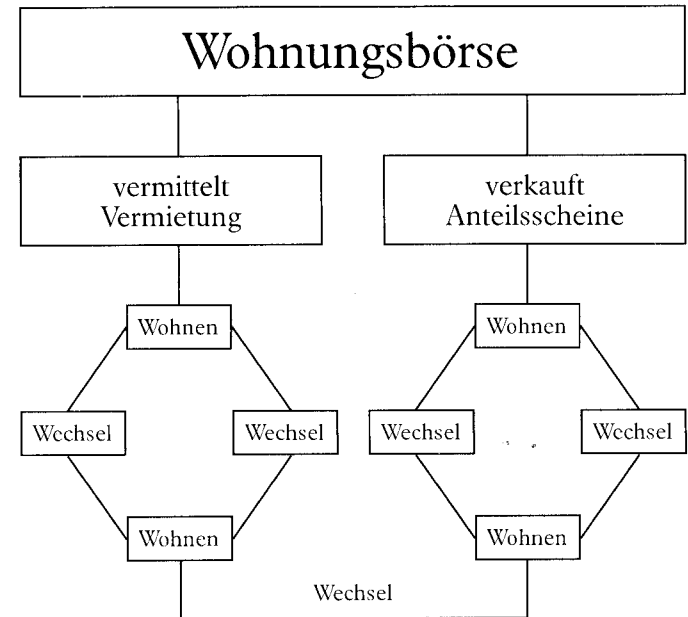 Wohnungsbörse
vermittelt
Vermietung
verkauft
Anteilsscheine
Wohnen
Wohnen
Wechsel
Wechsel
Wechsel
Wechsel
Wohnen
Wohnen
Wechsel